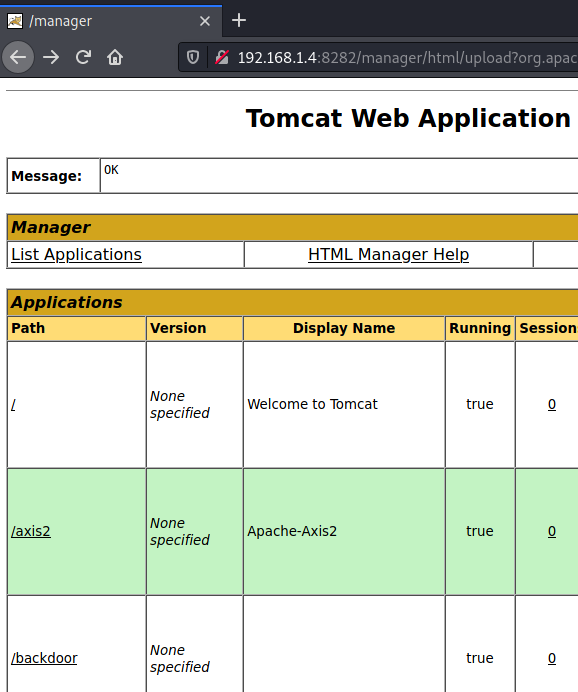 /manager
192.168.1.4:8282/manager/html/upload?org.apac
Tomcat Web Application
Message: OK
Manager
List Applications HTML Manager Help
Applications
Path Version Display Name Running Session
/ None specified Welcome to Tomcat true 0
/axis2 None specified Apache-Axis2 true 0
/backdoor None specified true 0